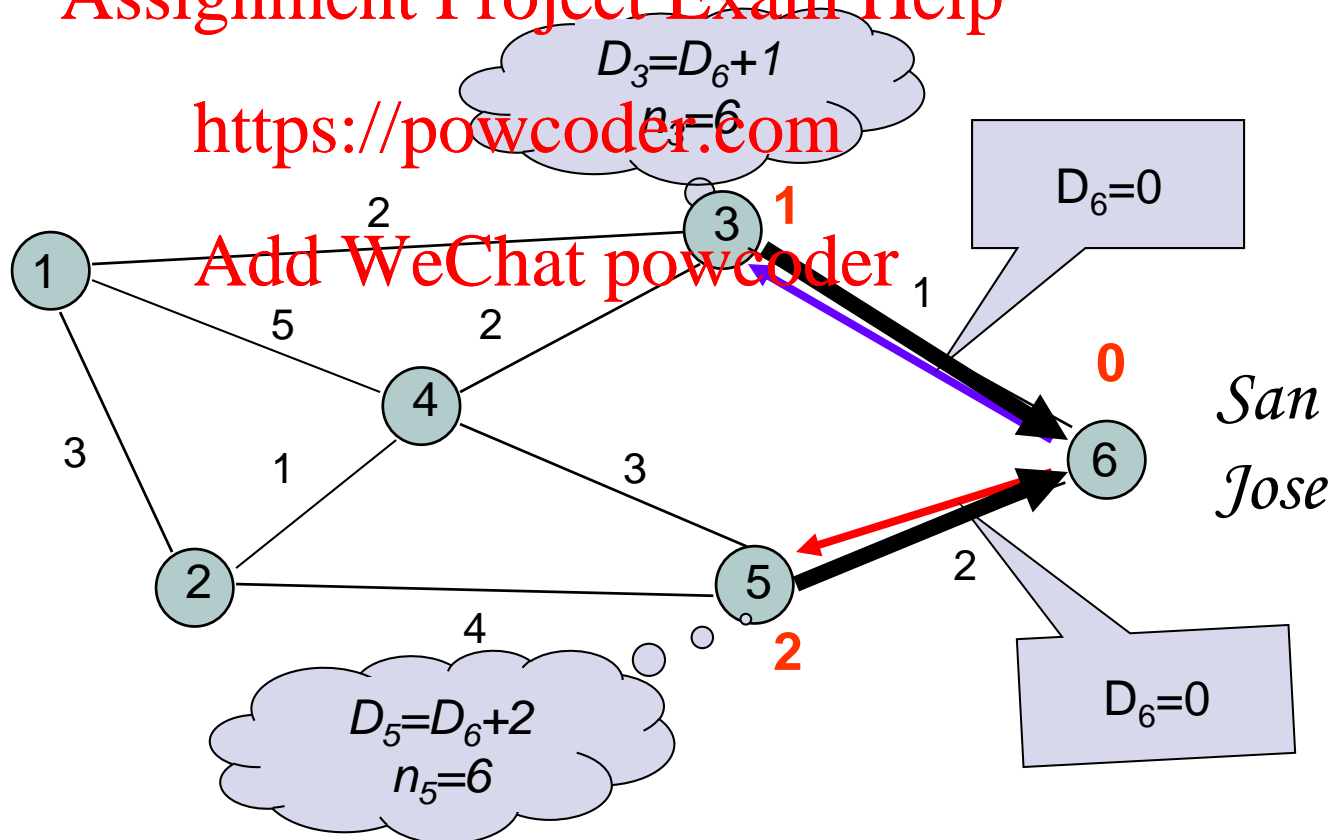 Assignment Project Exam Help
D3=D6+1
n3=6
https://powcoder.com
D6=0
2
3
1
1
Add WeChat powcoder
1
5
2
0
San
Jose
4
6
3
1
3
2
5
2
4
2
D5=D6+2
n5=6
D6=0